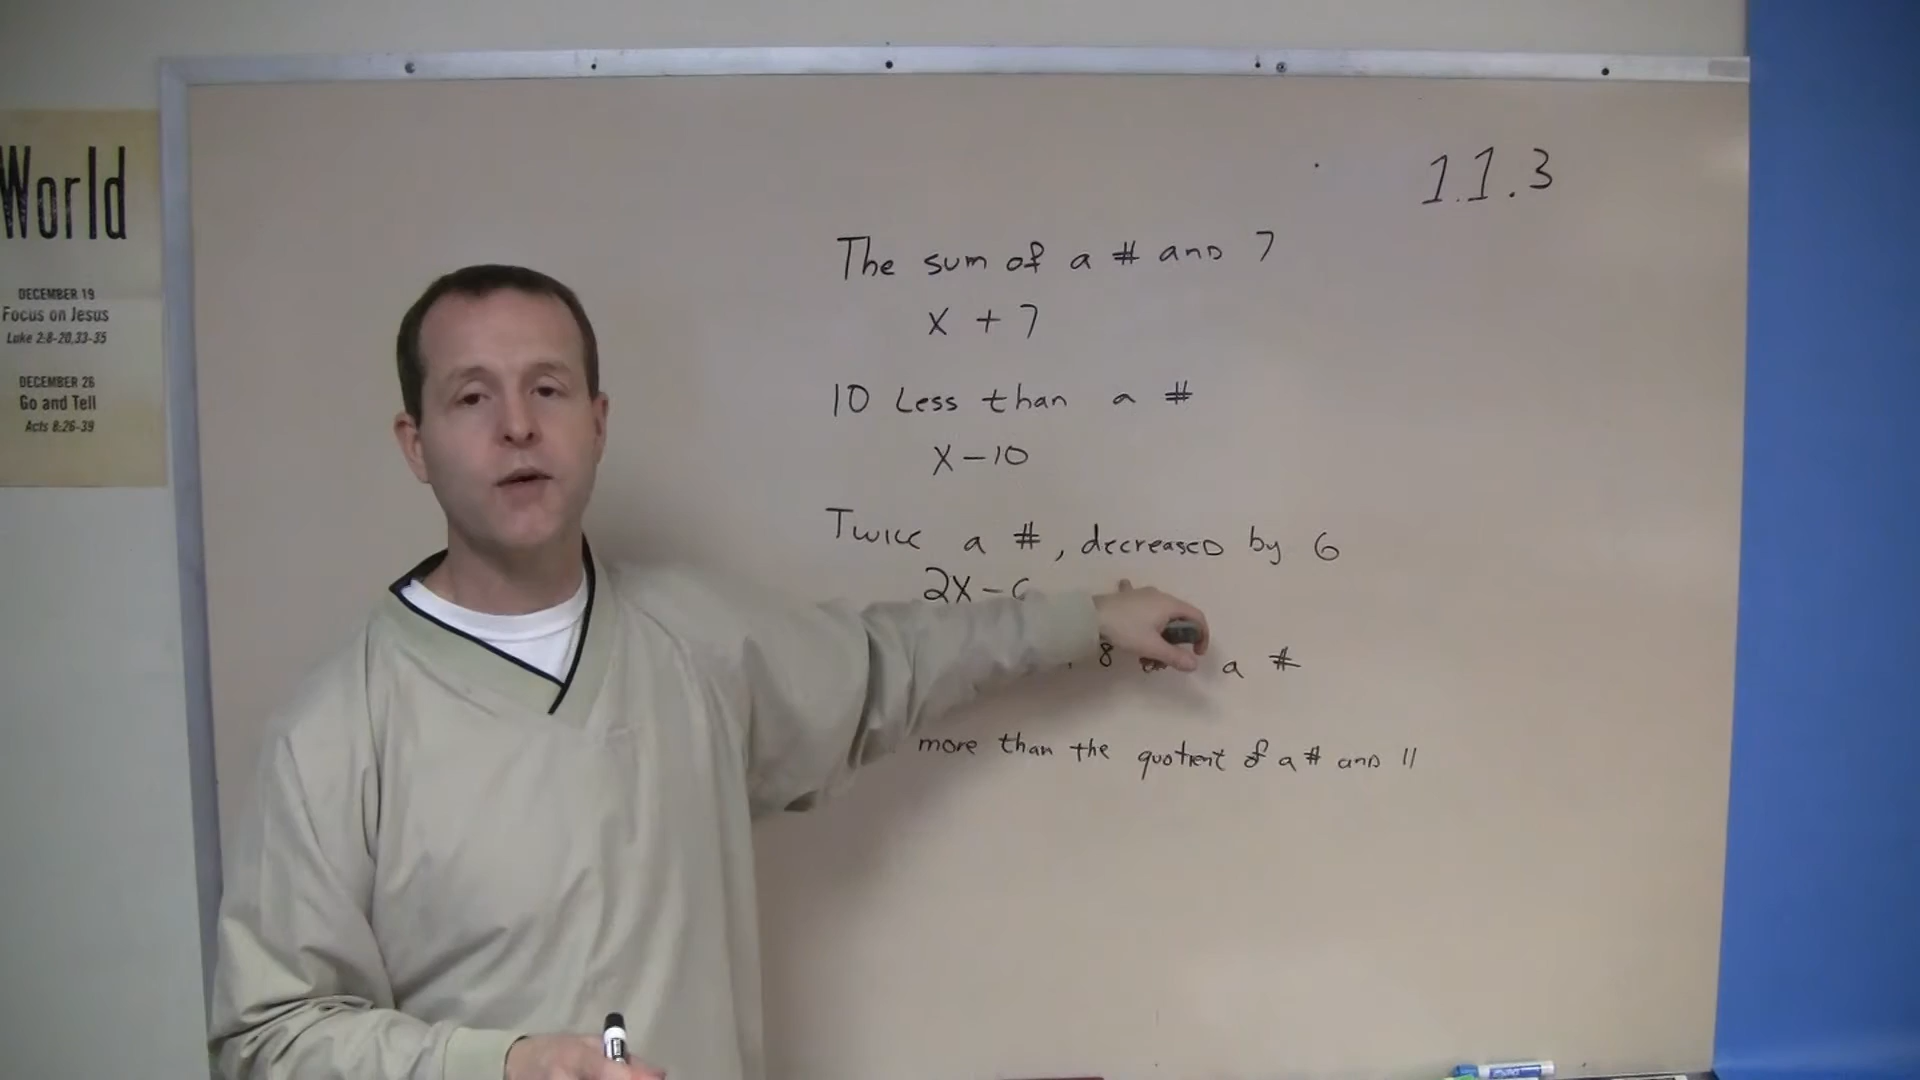 World
DECEMBER 19
Focus on Jesus
Luke 2:8-20,33-35
DECEMBER 26
Go and Tell
Acts 8:26-39
1.1.3
The sum of a # and 7
x + 7
10 Less than a #
x - 10
Twice a #, decreased by 6
2x -
8 a #
more than the quotient of a # and 11